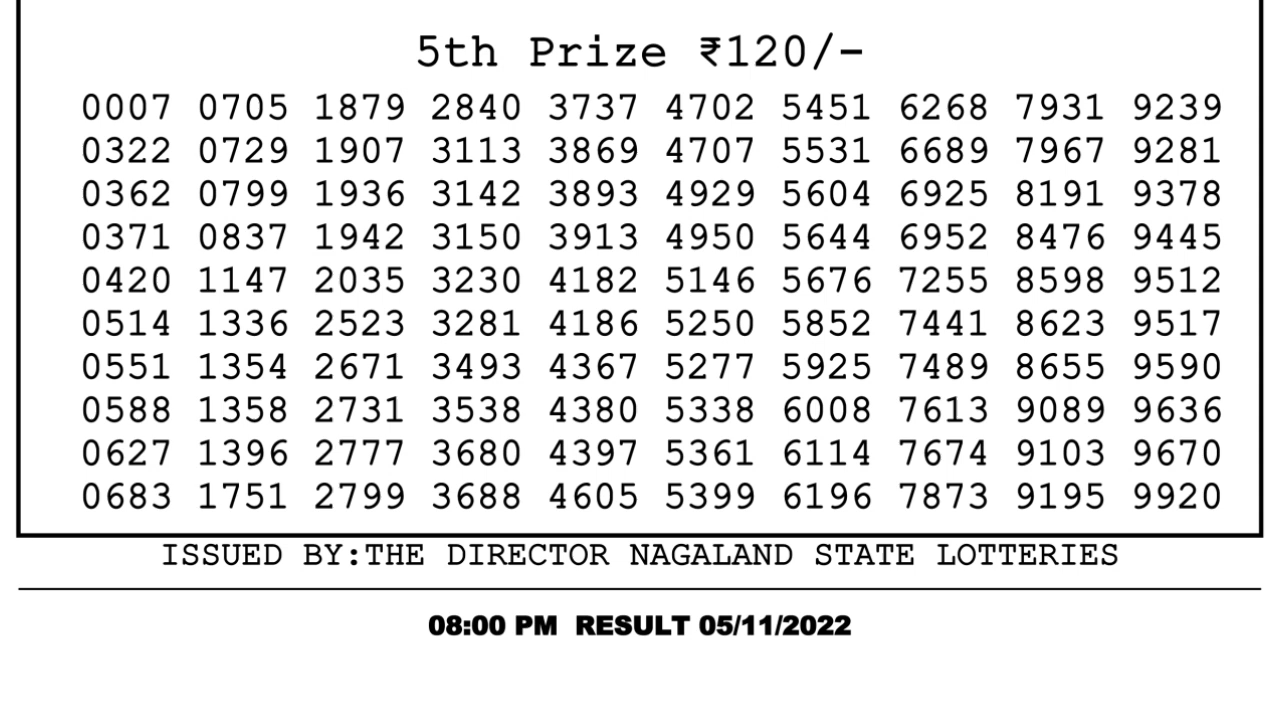 5th Prize ₹120/-
0007 0705 1879 2840 3737 4702 5451 6268 7931 9239
0322 0729 1907 3113 3869 4707 5531 6689 7967 9281
0362 0799 1936 3142 3893 4929 5604 6925 8191 9378
0371 0837 1942 3150 3913 4950 5644 6952 8476 9445
0420 1147 2035 3230 4182 5146 5676 7255 8598 9512
0514 1336 2523 3281 4186 5250 5852 7441 8623 9517
0551 1354 2671 3493 4367 5277 5925 7489 8655 9590
0588 1358 2731 3538 4380 5338 6008 7613 9089 9636
0627 1396 2777 3680 4397 5361 6114 7674 9103 9670
0683 1751 2799 3688 4605 5399 6196 7873 9195 9920
ISSUED BY:THE DIRECTOR NAGALAND STATE LOTTERIES
08:00 PM RESULT 05/11/2022